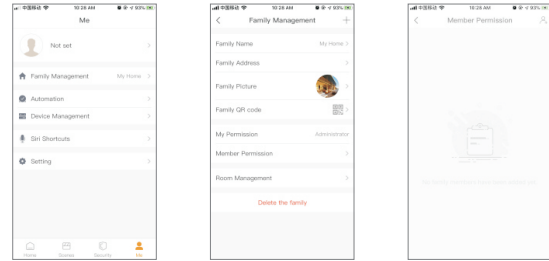 中国移动 10:26 AM 93%
Me
Not set
Family Management My Home
Automation
Device Management
Siri Shortcuts
Setting
Home Scenes Security Me
中国移动 10:26 AM 93%
Family Management
Family Name My Home
Family Address
Family Picture
Family QR code
My Permission Administrator
Member Permission
Room Management
Delete the family
中国移动 10:26 AM 93%
Member Permission